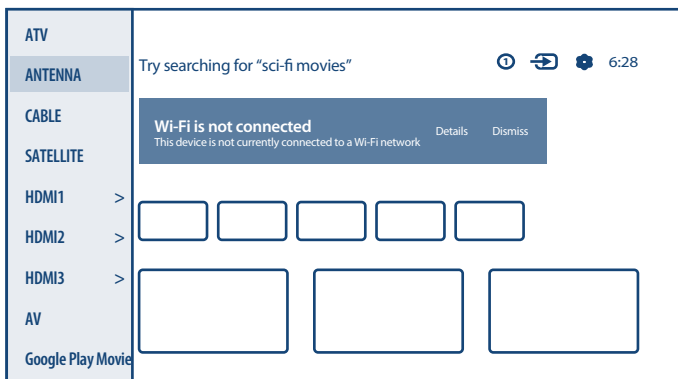 ATV
ANTENNA
CABLE
SATELLITE
HDMI1 >
HDMI2 >
HDMI3 >
AV
Google Play Movie
Try searching for “sci-fi movies”
1
6:28
Wi-Fi is not connected
This device is not currently connected to a Wi-Fi network
Details
Dismiss